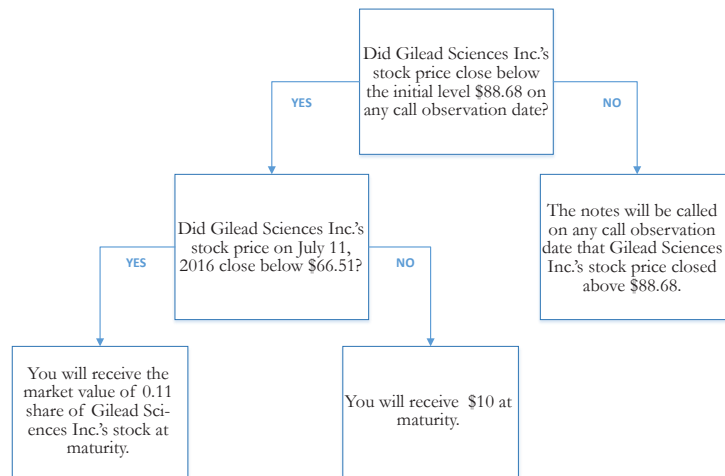 Did Gilead Sciences Inc.'s
stock price close below
the initial level $88.68 on
any call observation date?
YES
NO
Did Gilead Sciences Inc.'s
stock price on July 11,
2016 close below $66.51?
The notes will be called
on any call observation
date that Gilead Sciences
Inc.'s stock price closed
above $88.68.
YES
NO
You will receive the
market value of 0.11
share of Gilead Sci-
ences Inc.'s stock at
maturity.
You will receive $10 at
maturity.